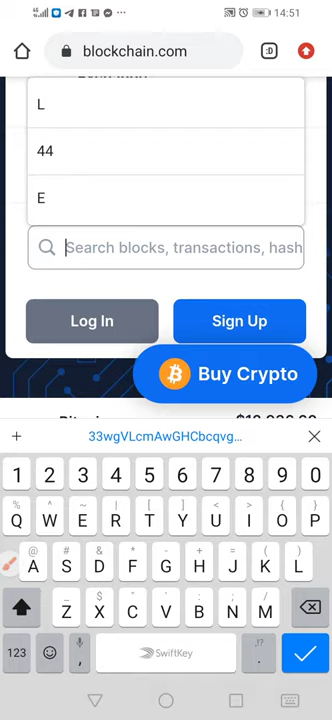 14:51
blockchain.com
:D
L
44
E
Search blocks, transactions, hash
Log In
Sign Up
Buy Crypto
33wgVLcmAwGHCbcqvg...
1 2 3 4 5 6 7 8 9 0
% ^ ~ | [ ] < > { }
Q W E R T Y U I O P
@ # & * - + = ( )
A S D F G H J K L
_ $ " ' : ; /
Z X C V B N M
123
,
SwiftKey
,!?
.